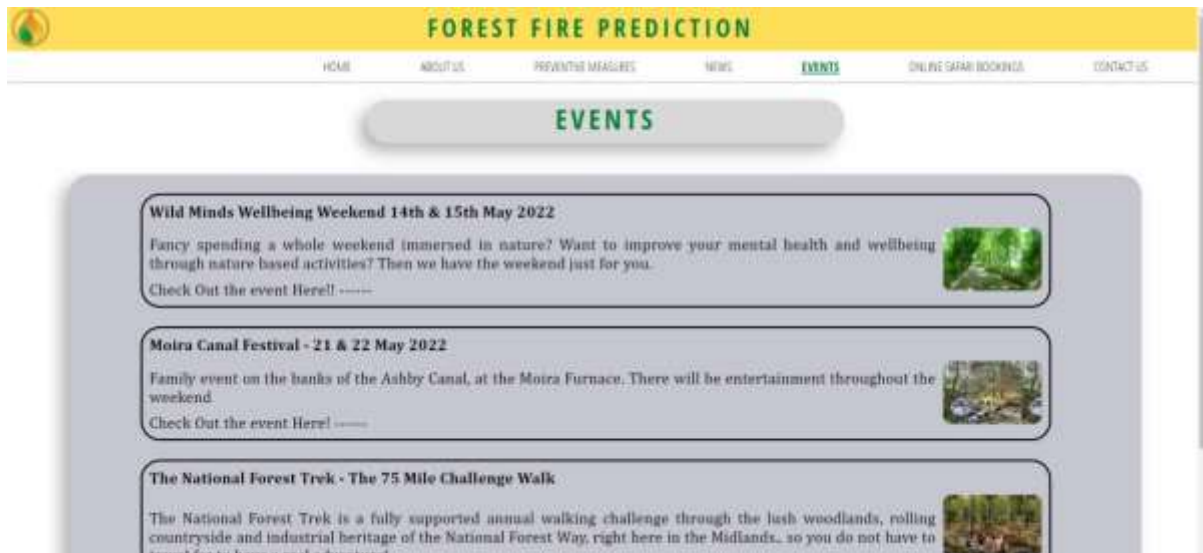 FOREST FIRE PREDICTION
HOME ABOUT US PREVENTIVE MEASURES NEWS EVENTS ONLINE SAFARI BOOKINGS CONTACT US
EVENTS
Wild Minds Wellbeing Weekend 14th & 15th May 2022
Fancy spending a whole weekend immersed in nature? Want to improve your mental health and wellbeing
through nature based activities? Then we have the weekend just for you.
Check Out the event Here!! ------
Moira Canal Festival - 21 & 22 May 2022
Family event on the banks of the Ashby Canal, at the Moira Furnace. There will be entertainment throughout the
weekend
Check Out the event Here! ------
The National Forest Trek - The 75 Mile Challenge Walk
The National Forest Trek is a fully supported annual walking challenge through the lush woodlands, rolling
countryside and industrial heritage of the National Forest Way, right here in the Midlands., so you do not have to